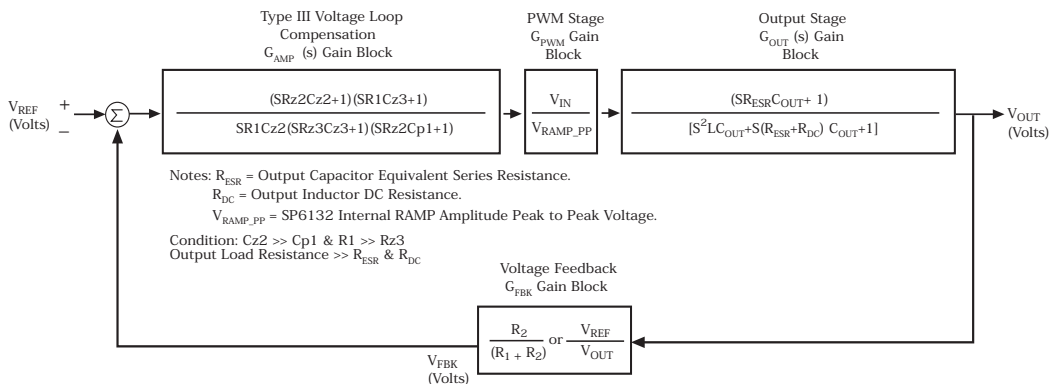 Type III Voltage Loop
Compensation
G_AMP (s) Gain Block
PWM Stage
G_PWM Gain
Block
Output Stage
G_OUT (s) Gain
Block
V_REF
(Volts)
+
−
Σ
(SRz2Cz2+1)(SR1Cz3+1)
SR1Cz2(SRz3Cz3+1)(SRz2Cp1+1)
V_IN
V_RAMP_PP
(SR_ESRC_OUT+ 1)
[S^2LC_OUT+S(R_ESR+R_DC) C_OUT+1]
V_OUT
(Volts)
Notes: R_ESR = Output Capacitor Equivalent Series Resistance.
R_DC = Output Inductor DC Resistance.
V_RAMP_PP = SP6132 Internal RAMP Amplitude Peak to Peak Voltage.
Condition: Cz2 >> Cp1 & R1 >> Rz3
Output Load Resistance >> R_ESR & R_DC
Voltage Feedback
G_FBK Gain Block
R_2
(R_1 + R_2)
or
V_REF
V_OUT
V_FBK
(Volts)